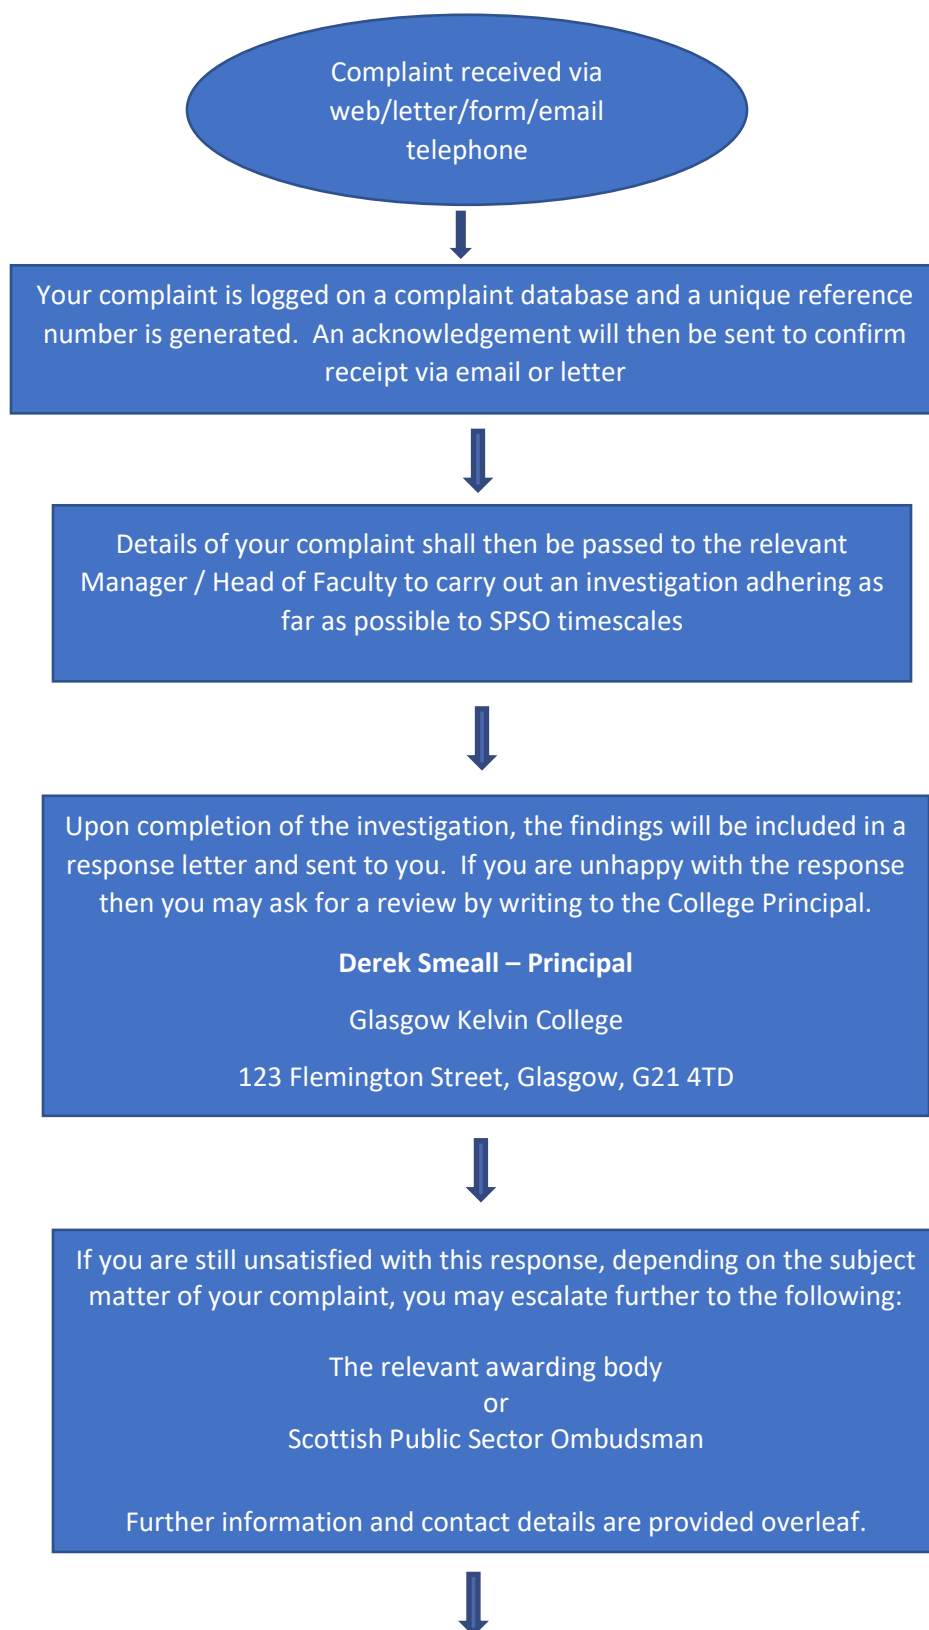 Complaint received via
web/letter/form/email
telephone
Your complaint is logged on a complaint database and a unique reference
number is generated.  An acknowledgement will then be sent to confirm
receipt via email or letter
Details of your complaint shall then be passed to the relevant
Manager / Head of Faculty to carry out an investigation adhering as
far as possible to SPSO timescales
Upon completion of the investigation, the findings will be included in a
response letter and sent to you.  If you are unhappy with the response
then you may ask for a review by writing to the College Principal.
Derek Smeall – Principal
Glasgow Kelvin College
123 Flemington Street, Glasgow, G21 4TD
If you are still unsatisfied with this response, depending on the subject
matter of your complaint, you may escalate further to the following:
The relevant awarding body
or
Scottish Public Sector Ombudsman
Further information and contact details are provided overleaf.